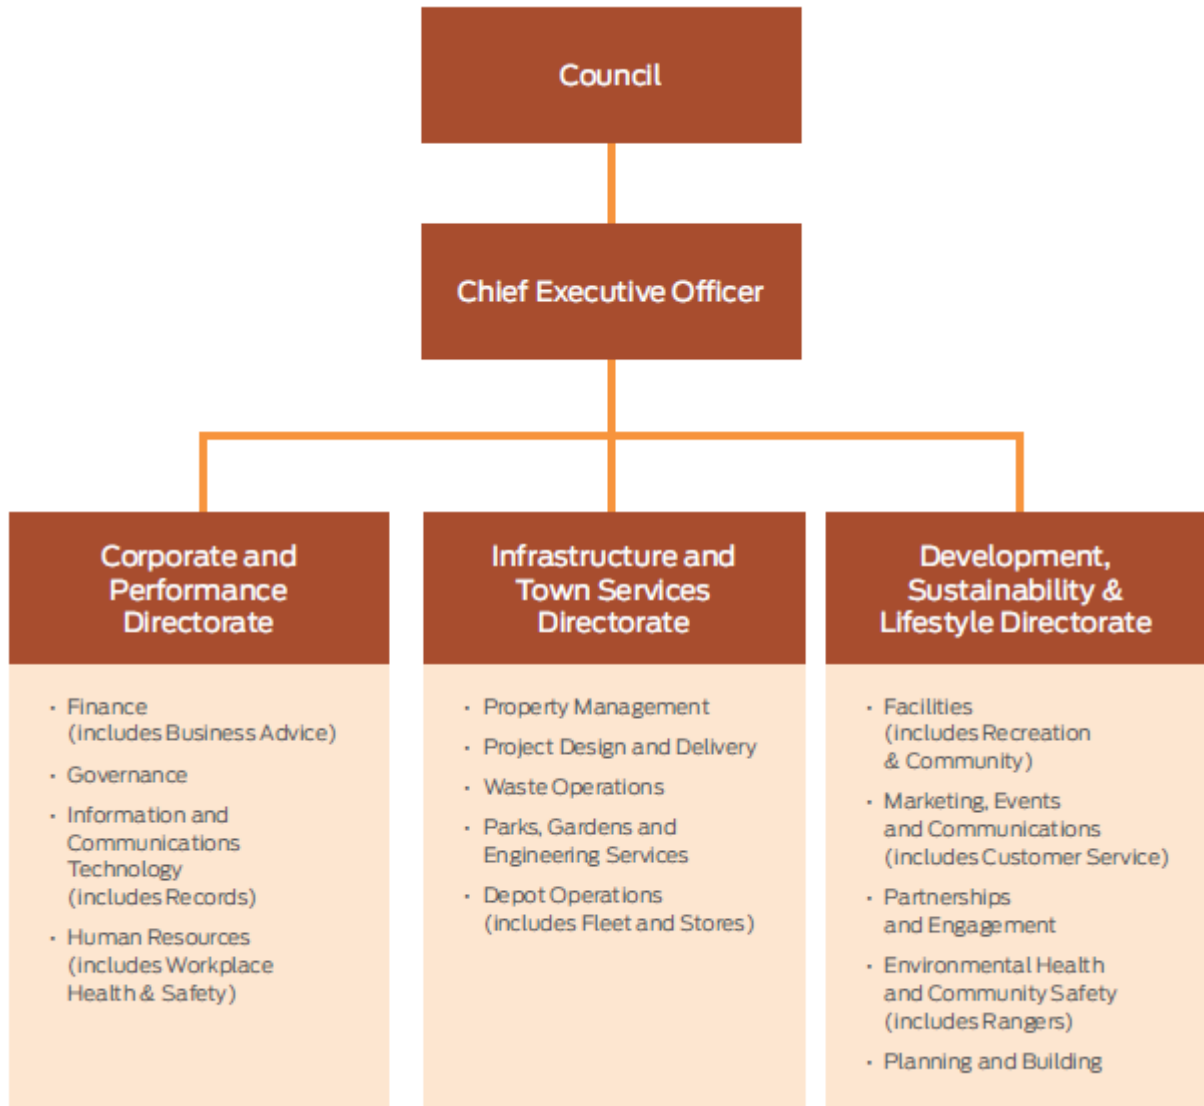 Council
Chief Executive Officer
Corporate and
Performance
Directorate
· Finance
(includes Business Advice)
· Governance
· Information and
Communications
Technology
(includes Records)
· Human Resources
(includes Workplace
Health & Safety)
Infrastructure and
Town Services
Directorate
· Property Management
· Project Design and Delivery
· Waste Operations
· Parks, Gardens and
Engineering Services
· Depot Operations
(includes Fleet and Stores)
Development,
Sustainability &
Lifestyle Directorate
· Facilities
(includes Recreation
& Community)
· Marketing, Events
and Communications
(includes Customer Service)
· Partnerships
and Engagement
· Environmental Health
and Community Safety
(includes Rangers)
· Planning and Building